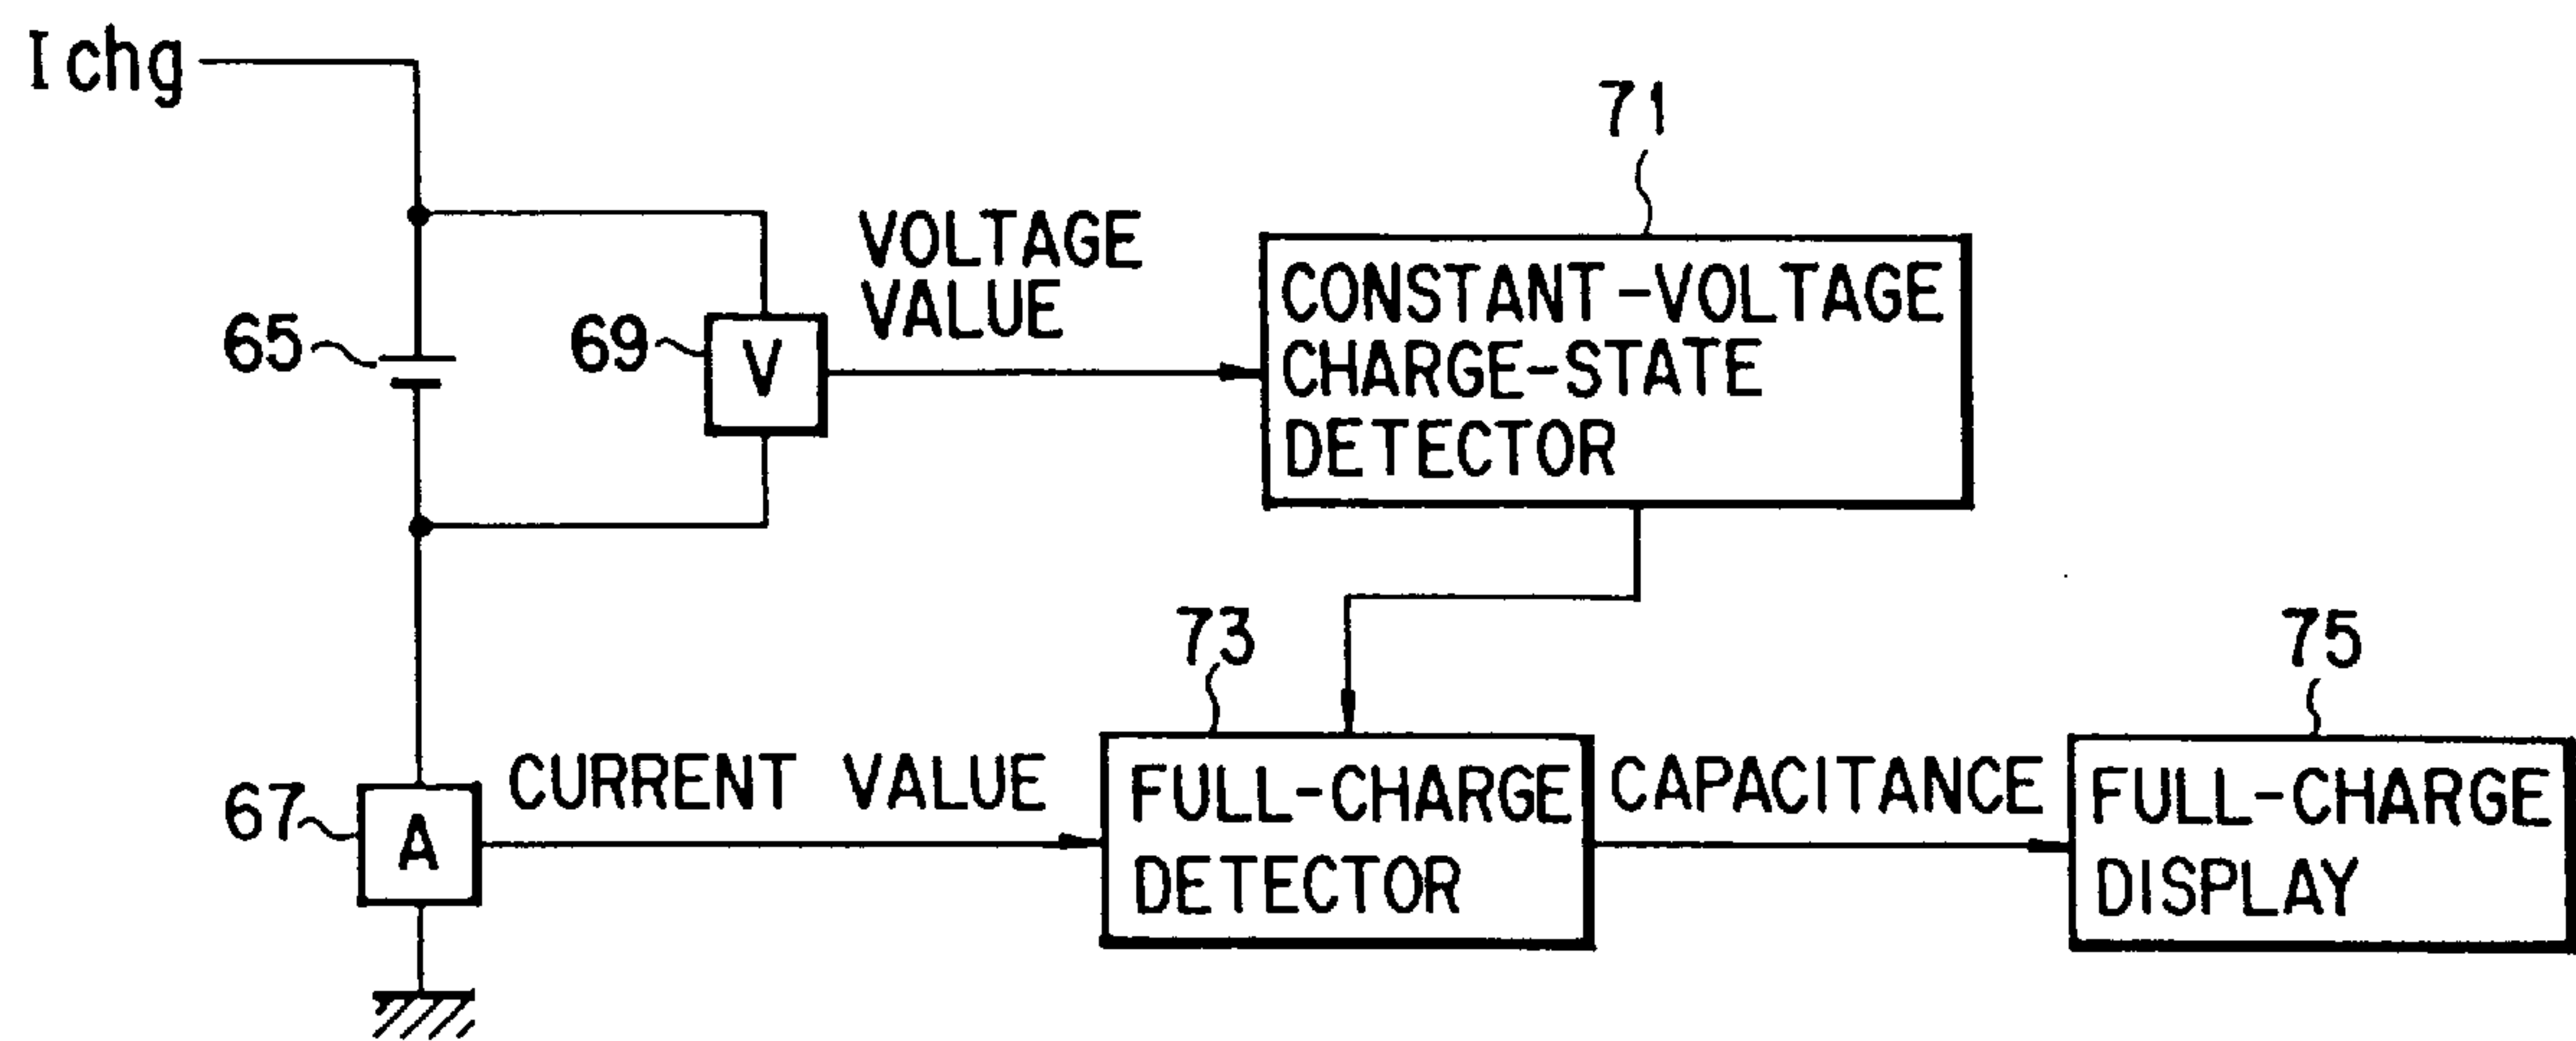 I chg
71
VOLTAGE
VALUE
65
69
V
CONSTANT-VOLTAGE
CHARGE-STATE
DETECTOR
73
75
67
A
CURRENT VALUE
FULL-CHARGE
DETECTOR
CAPACITANCE
FULL-CHARGE
DISPLAY